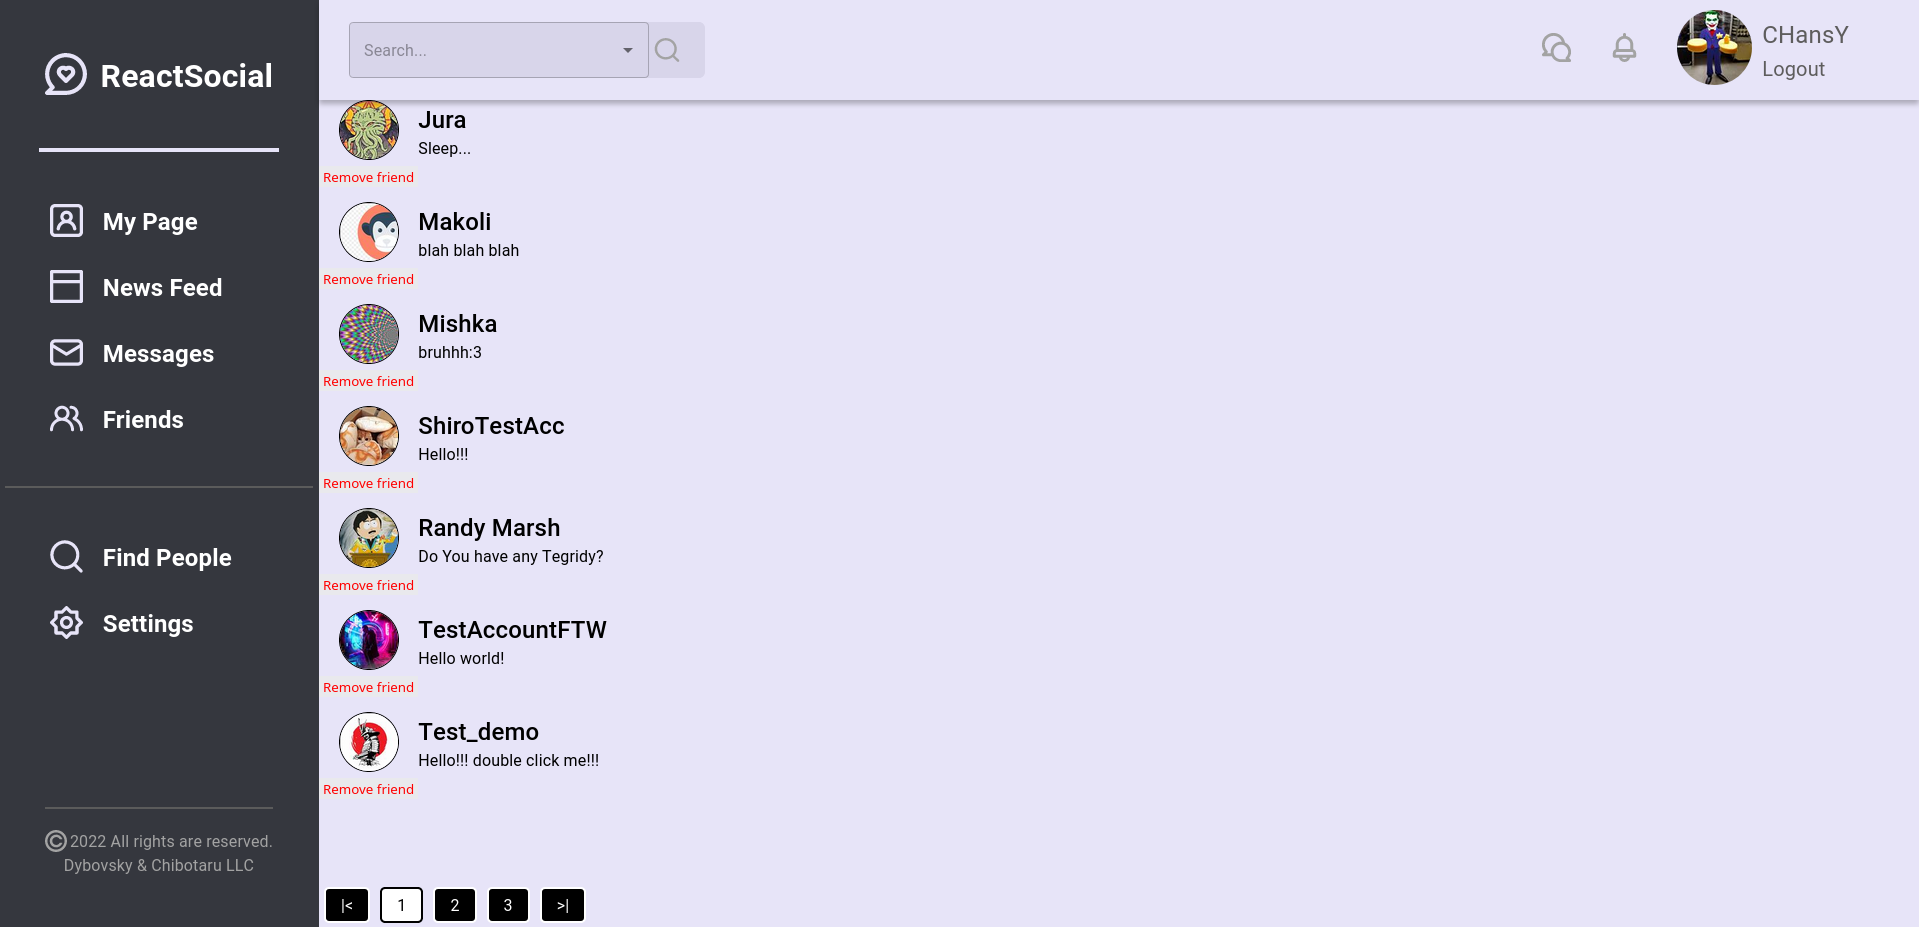 ReactSocial
My Page
News Feed
Messages
Friends
Find People
Settings
© 2022 All rights are reserved.
Dybovsky & Chibotaru LLC
Search...
CHansY
Logout
Jura
Sleep...
Remove friend
Makoli
blah blah blah
Remove friend
Mishka
bruhhh:3
Remove friend
ShiroTestAcc
Hello!!!
Remove friend
Randy Marsh
Do You have any Tegridy?
Remove friend
TestAccountFTW
Hello world!
Remove friend
Test_demo
Hello!!! double click me!!!
Remove friend
|< 1 2 3 >|